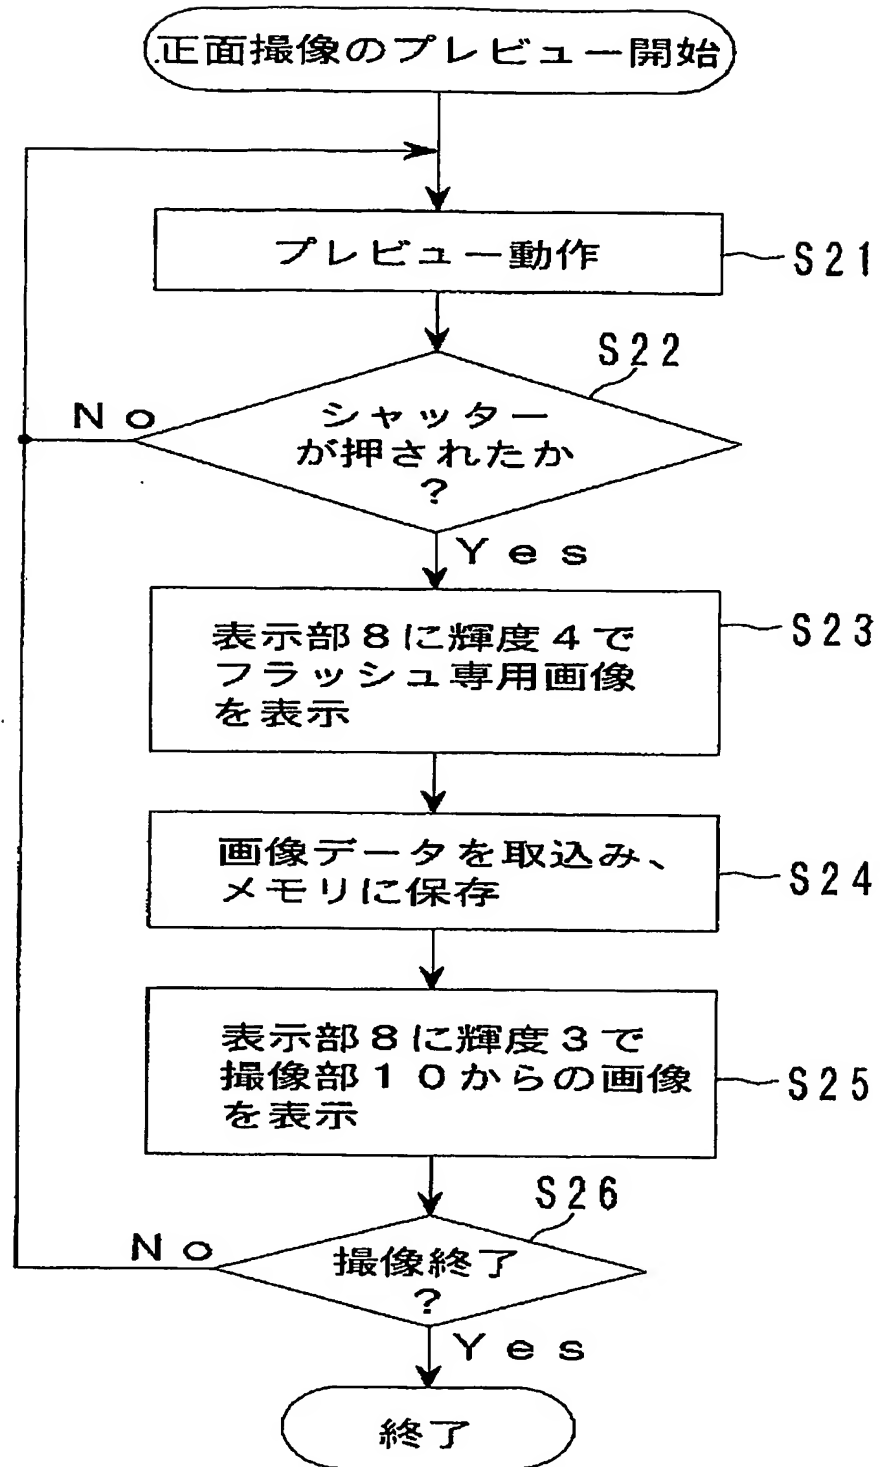 正面撮像のプレビュー開始
プレビュー動作
S21
S22
No
シャッター
が押されたか
?
Yes
表示部8に輝度4で
フラッシュ専用画像
を表示
S23
画像データを取込み、
メモリに保存
S24
表示部8に輝度3で
撮像部10からの画像
を表示
S25
S26
No
撮像終了
?
Yes
終了